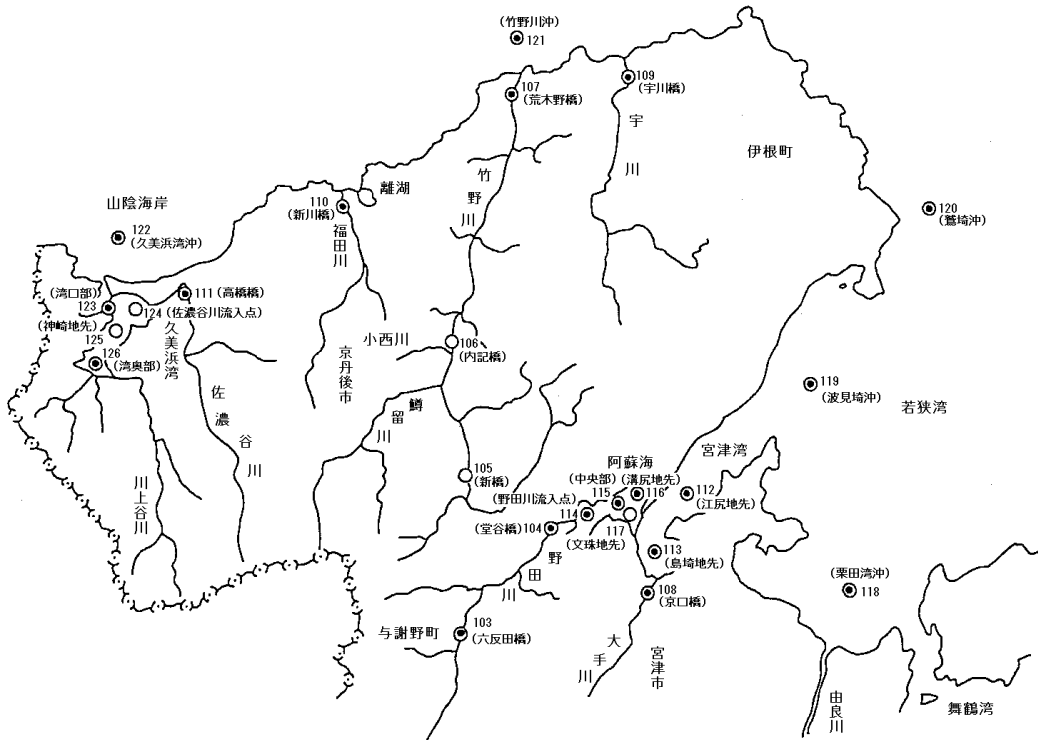 (竹野川沖)
121
109
(宇川橋)
107
(荒木野橋)
宇川
伊根町
竹野川
離湖
山陰海岸
110
(新川橋)
120
(鷲埼沖)
122
(久美浜湾沖)
福田川
(湾口部)
123
111 (高橋橋)
124 (佐濃谷川流入点)
(神崎地先)
125
久美浜湾
126
(湾奥部)
小西川
106
(内記橋)
京丹後市
119
(波見埼沖)
若狭湾
佐濃谷川
鱒留川
宮津湾
阿蘇海
105
(新橋)
(中央部)
(溝尻地先)
115
116
112
(江尻地先)
(野田川流入点)
114
川上谷川
(堂谷橋) 104
117
(文珠地先)
113
(島埼地先)
野田川
(栗田湾沖)
118
108
(京口橋)
与謝野町
103
(六反田橋)
大手川
宮津市
由良川
舞鶴湾